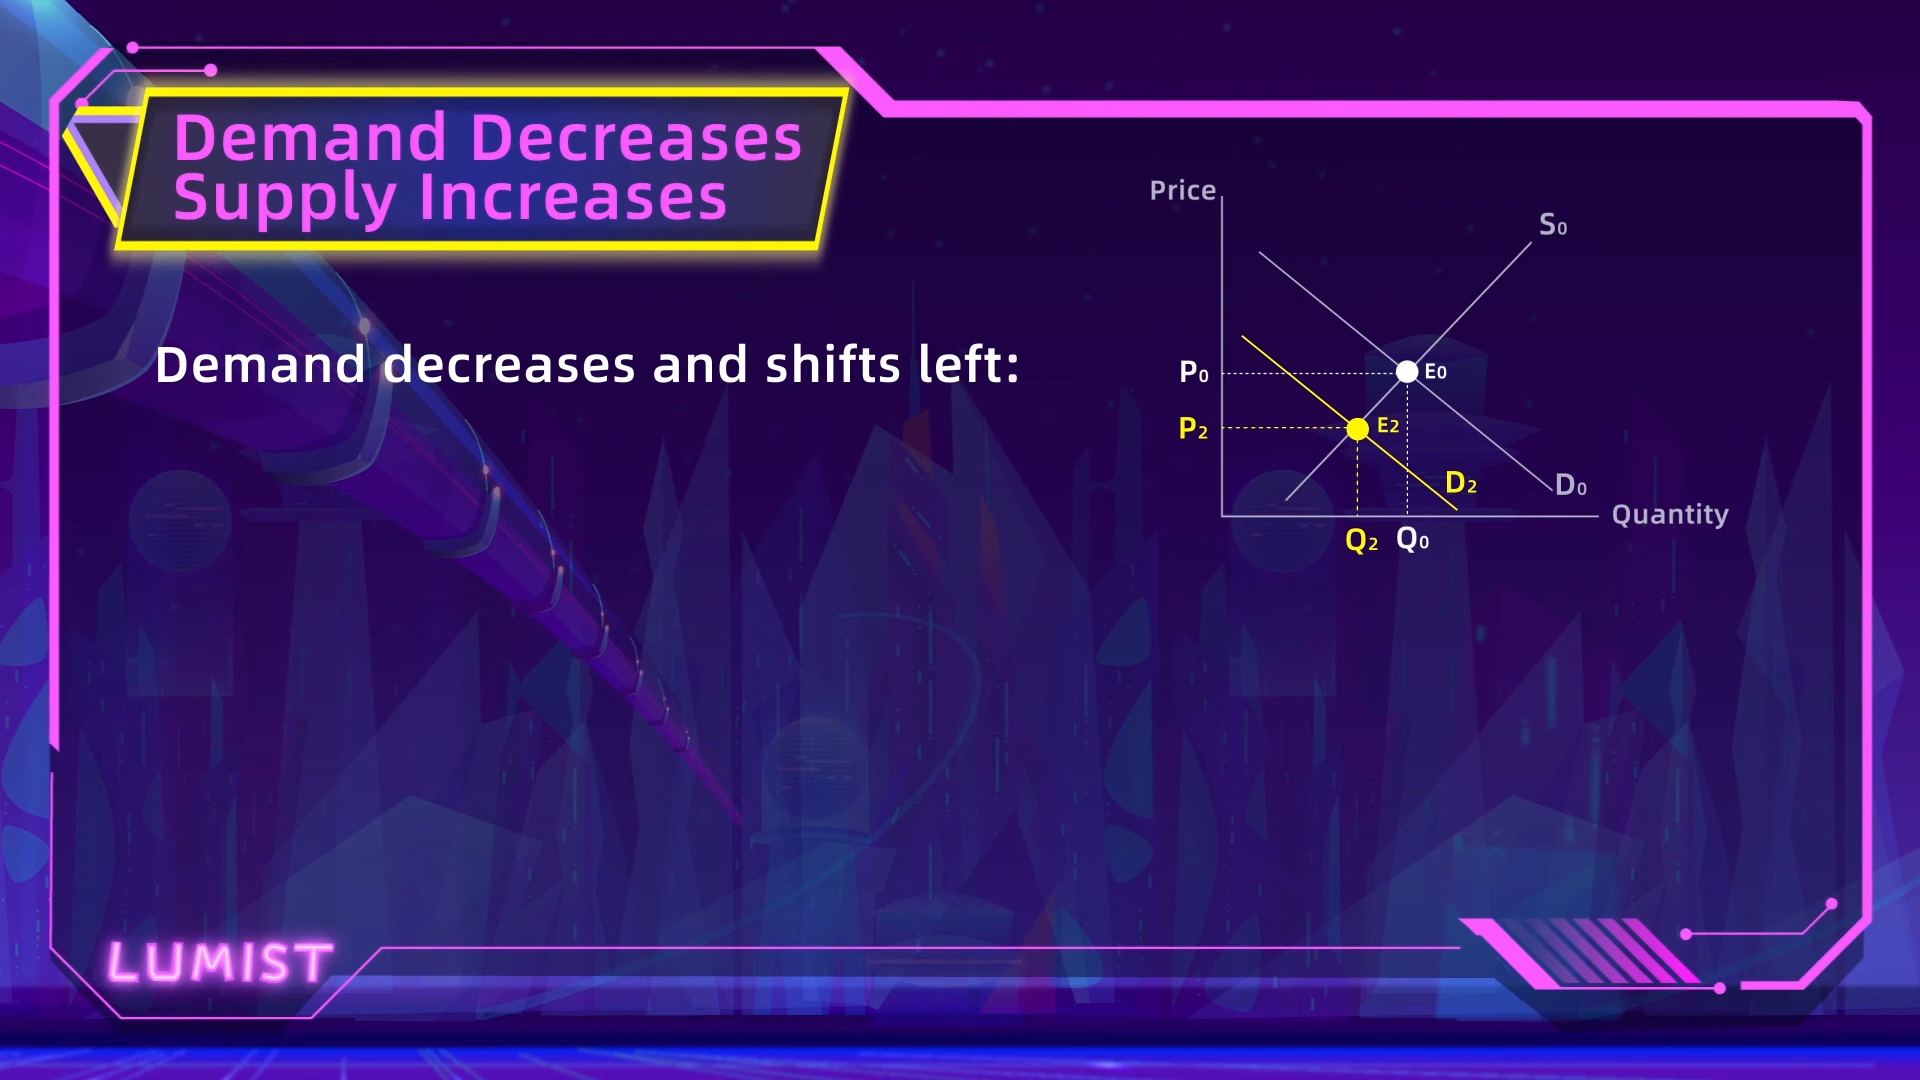 Demand Decreases
Supply Increases
Demand decreases and shifts left:
Price
S0
P0
E0
P2
E2
D2
D0
Quantity
Q2
Q0
LUMIST